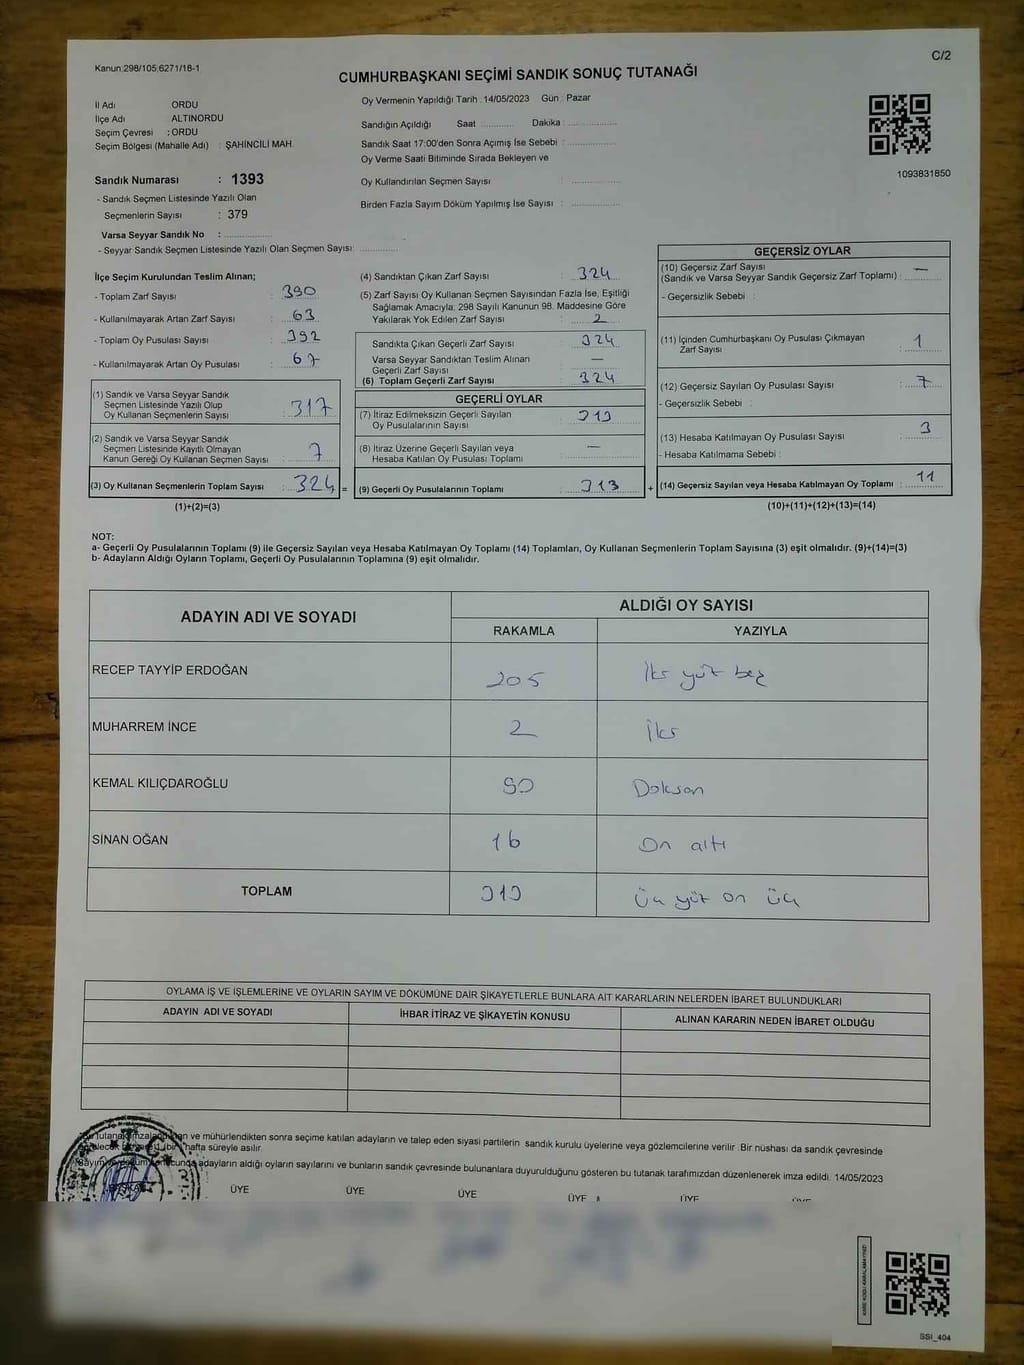 Kanun:298/105,6271/18-1
C/2
CUMHURBAŞKANI SEÇİMİ SANDIK SONUÇ TUTANAĞI
İl Adı ORDU
İlçe Adı ALTINORDU
Seçim Çevresi : ORDU
Seçim Bölgesi (Mahalle Adı) : ŞAHİNCİLİ MAH.
Sandık Numarası : 1393
- Sandık Seçmen Listesinde Yazılı Olan
Seçmenlerin Sayısı : 379
Varsa Seyyar Sandık No :
- Seyyar Sandık Seçmen Listesinde Yazılı Olan Seçmen Sayısı:
Oy Vermenin Yapıldığı Tarih :14/05/2023 Gün : Pazar
Sandığın Açıldığı Saat Dakika :
Sandık Saat 17:00'den Sonra Açımış İse Sebebi :
Oy Verme Saati Bitiminde Sırada Bekleyen ve
Oy Kullandırılan Seçmen Sayısı :
Birden Fazla Sayım Döküm Yapılmış İse Sayısı :
1093831850
İlçe Seçim Kurulundan Teslim Alınan;
- Toplam Zarf Sayısı : 390
- Kullanılmayarak Artan Zarf Sayısı : 63
- Toplam Oy Pusulası Sayısı : 392
- Kullanılmayarak Artan Oy Pusulası : 67
(1) Sandık ve Varsa Seyyar Sandık
Seçmen Listesinde Yazılı Olup
Oy Kullanan Seçmenlerin Sayısı : 317
(2) Sandık ve Varsa Seyyar Sandık
Seçmen Listesinde Kayıtlı Olmayan
Kanun Gereği Oy Kullanan Seçmen Sayısı : 7
(3) Oy Kullanan Seçmenlerin Toplam Sayısı : 324 =
(1)+(2)=(3)
(4) Sandıktan Çıkan Zarf Sayısı : 324
(5) Zarf Sayısı Oy Kullanan Seçmen Sayısından Fazla İse, Eşitliği
Sağlamak Amacıyla, 298 Sayılı Kanunun 98. Maddesine Göre
Yakılarak Yok Edilen Zarf Sayısı : 2
Sandıkta Çıkan Geçerli Zarf Sayısı : 324
Varsa Seyyar Sandıktan Teslim Alınan
Geçerli Zarf Sayısı : —
(6) Toplam Geçerli Zarf Sayısı : 324
GEÇERLİ OYLAR
(7) İtiraz Edilmeksizin Geçerli Sayılan
Oy Pusulalarının Sayısı : 313
(8) İtiraz Üzerine Geçerli Sayılan veya
Hesaba Katılan Oy Pusulası Toplamı : —
(9) Geçerli Oy Pusulalarının Toplamı : 313 +
GEÇERSİZ OYLAR
(10) Geçersiz Zarf Sayısı
(Sandık ve Varsa Seyyar Sandık Geçersiz Zarf Toplamı) : —
- Geçersizlik Sebebi :
(11) İçinden Cumhurbaşkanı Oy Pusulası Çıkmayan
Zarf Sayısı : 1
(12) Geçersiz Sayılan Oy Pusulası Sayısı : 7
- Geçersizlik Sebebi :
(13) Hesaba Katılmayan Oy Pusulası Sayısı : 3
- Hesaba Katılmama Sebebi :
(14) Geçersiz Sayılan veya Hesaba Katılmayan Oy Toplamı : 11
(10)+(11)+(12)+(13)=(14)
NOT:
a- Geçerli Oy Pusulalarının Toplamı (9) ile Geçersiz Sayılan veya Hesaba Katılmayan Oy Toplamı (14) Toplamları, Oy Kullanan Seçmenlerin Toplam Sayısına (3) eşit olmalıdır. (9)+(14)=(3)
b- Adayların Aldığı Oyların Toplamı, Geçerli Oy Pusulalarının Toplamına (9) eşit olmalıdır.
ADAYIN ADI VE SOYADI
ALDIĞI OY SAYISI
RAKAMLA YAZIYLA
RECEP TAYYİP ERDOĞAN 205 İki yüz beş
MUHARREM İNCE 2 İki
KEMAL KILIÇDAROĞLU 90 Doksan
SİNAN OĞAN 16 On altı
TOPLAM 313 Üç yüz on üç
OYLAMA İŞ VE İŞLEMLERİNE VE OYLARIN SAYIM VE DÖKÜMÜNE DAİR ŞİKAYETLERLE BUNLARA AİT KARARLARIN NELERDEN İBARET BULUNDUKLARI
ADAYIN ADI VE SOYADI İHBAR İTİRAZ VE ŞİKAYETİN KONUSU ALINAN KARARIN NEDEN İBARET OLDUĞU
ve mühürlendikten sonra seçime katılan adayların ve talep eden siyasi partilerin sandık kurulu üyelerine veya gözlemcilerine verilir .Bir nüshası da sandık çevresinde
hafta süreyle asılır.
adayların aldığı oyların sayılarını ve bunların sandık çevresinde bulunanlara duyurulduğunu gösteren bu tutanak tarafımızdan düzenlenerek imza edildi. 14/05/2023
BAŞKAN ÜYE ÜYE ÜYE ÜYE ÜYE ÜYE
SSI_404